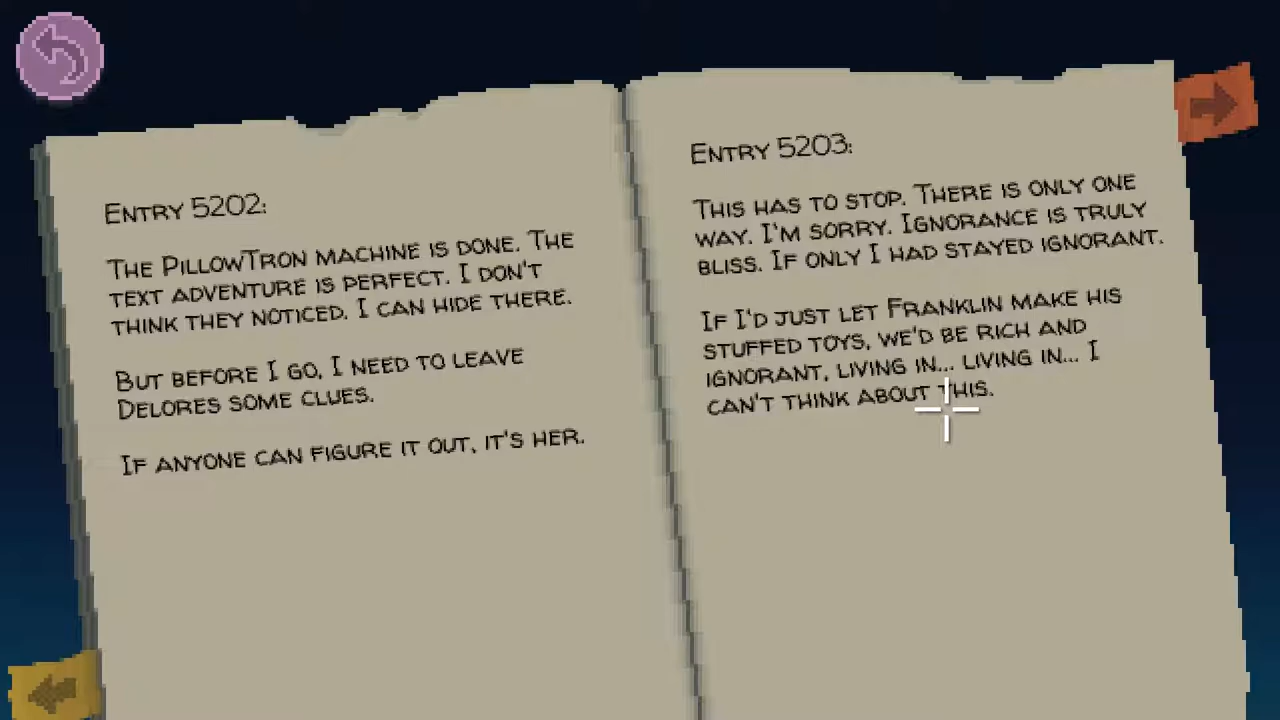 Entry 5202:
The PillowTron machine is done. The
text adventure is perfect. I don't
think they noticed. I can hide there.
But before I go, I need to leave
Delores some clues.
If anyone can figure it out, it's her.
Entry 5203:
This has to stop. There is only one
way. I'm sorry. Ignorance is truly
bliss. If only I had stayed ignorant.
If I'd just let Franklin make his
stuffed toys, we'd be rich and
ignorant, living in... living in... I
can't think about this.